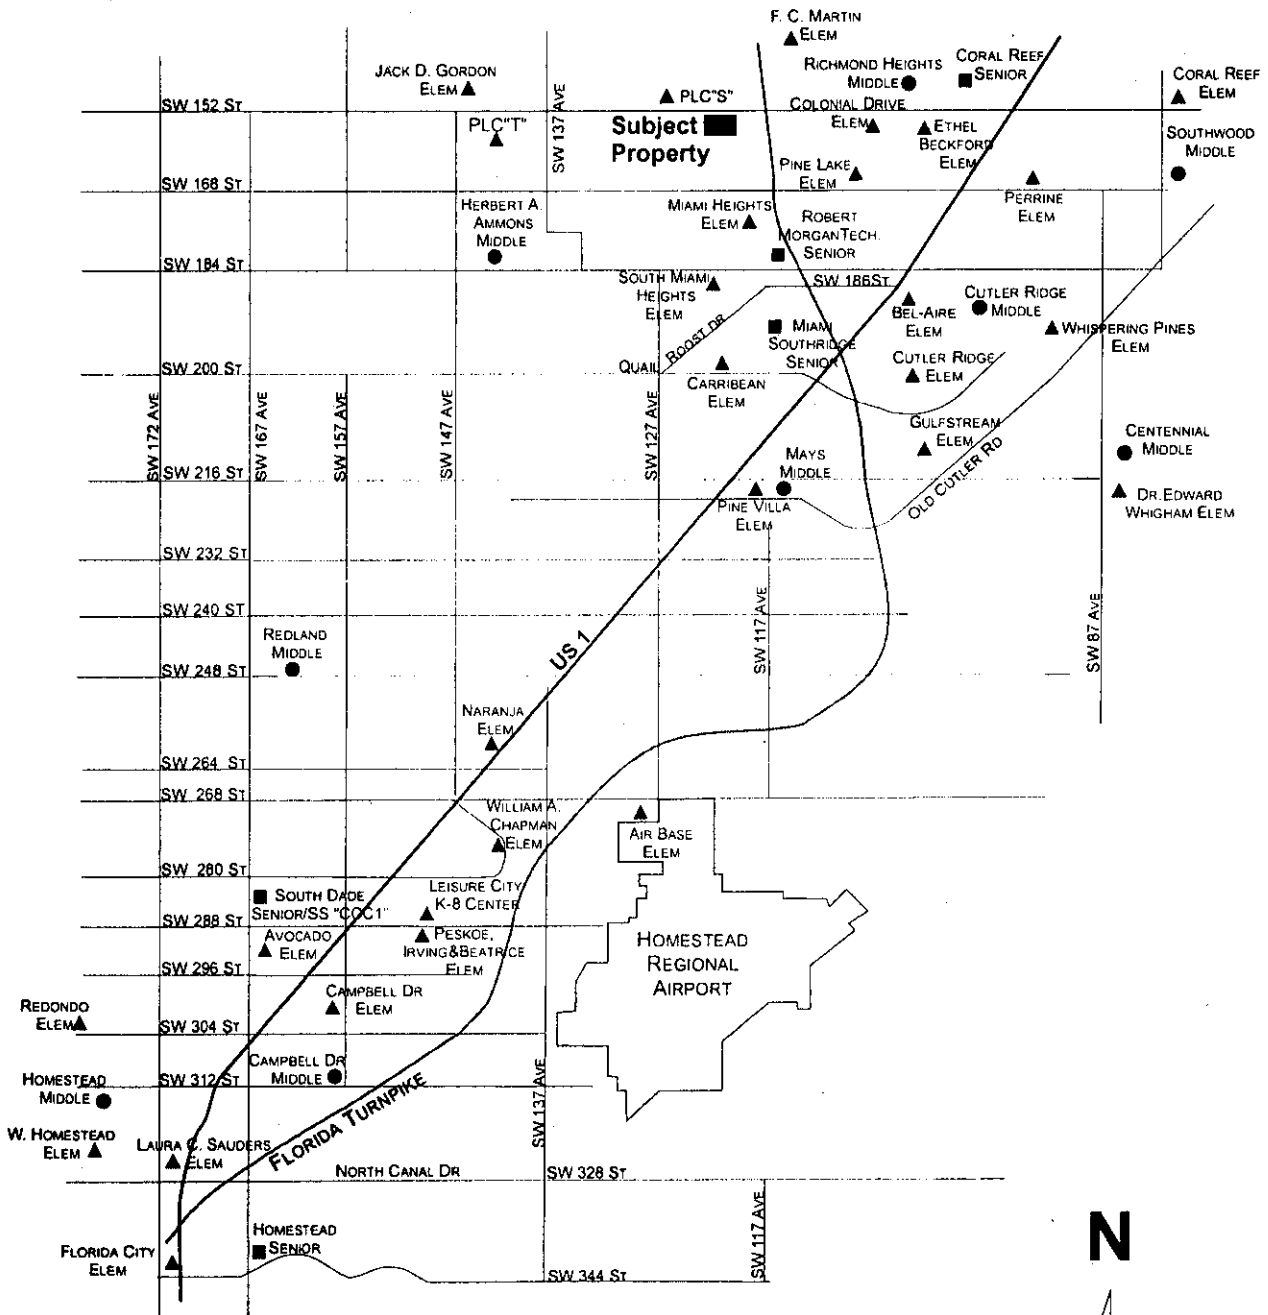 F. C. MARTIN
ELEM
JACK D. GORDON
ELEM
RICHMOND HEIGHTS
MIDDLE
CORAL REEF
SENIOR
CORAL REEF
ELEM
SW 152 ST
PLC"T"
SW 137 AVE
PLC"S"
Subject
Property
COLONIAL DRIVE
ELEM
ETHEL
BECKFORD
ELEM
SOUTHWOOD
MIDDLE
SW 168 ST
PINE LAKE
ELEM
PERRINE
ELEM
HERBERT A.
AMMONS
MIDDLE
MIAMI HEIGHTS
ELEM
ROBERT
MORGAN TECH.
SENIOR
SW 184 ST
SOUTH MIAMI
HEIGHTS
ELEM
SW 186 ST
BEL-AIRE
ELEM
CUTLER RIDGE
MIDDLE
WHISPERING PINES
ELEM
QUAIL ROOST DR
MIAMI
SOUTHRIDGE
SENIOR
CUTLER RIDGE
ELEM
SW 200 ST
CARRIBEAN
ELEM
SW 172 AVE
SW 167 AVE
SW 157 AVE
SW 147 AVE
SW 127 AVE
GULFSTREAM
ELEM
CENTENNIAL
MIDDLE
MAYS
MIDDLE
OLD CUTLER RD
SW 216 ST
PINE VILLA
ELEM
DR. EDWARD
WHIGHAM ELEM
SW 232 ST
SW 240 ST
SW 117 AVE
SW 87 AVE
REDLAND
MIDDLE
US 1
SW 248 ST
NARANJA
ELEM
SW 264 ST
SW 268 ST
WILLIAM A.
CHAPMAN
ELEM
AIR BASE
ELEM
SW 280 ST
SOUTH DADE
SENIOR/SS "COC1"
LEISURE CITY
K-8 CENTER
SW 288 ST
AVOCADO
ELEM
PESKOE,
IRVING&BEATRICE
ELEM
HOMESTEAD
REGIONAL
AIRPORT
SW 296 ST
CAMPBELL DR
ELEM
REDONDO
ELEM
SW 304 ST
CAMPBELL DR
MIDDLE
HOMESTEAD
MIDDLE
SW 312 ST
FLORIDA TURNPIKE
SW 137 AVE
W. HOMESTEAD
ELEM
LAURA C. SAUDERS
ELEM
NORTH CANAL DR
SW 328 ST
SW 117 AVE
HOMESTEAD
SENIOR
FLORIDA CITY
ELEM
SW 344 ST
N